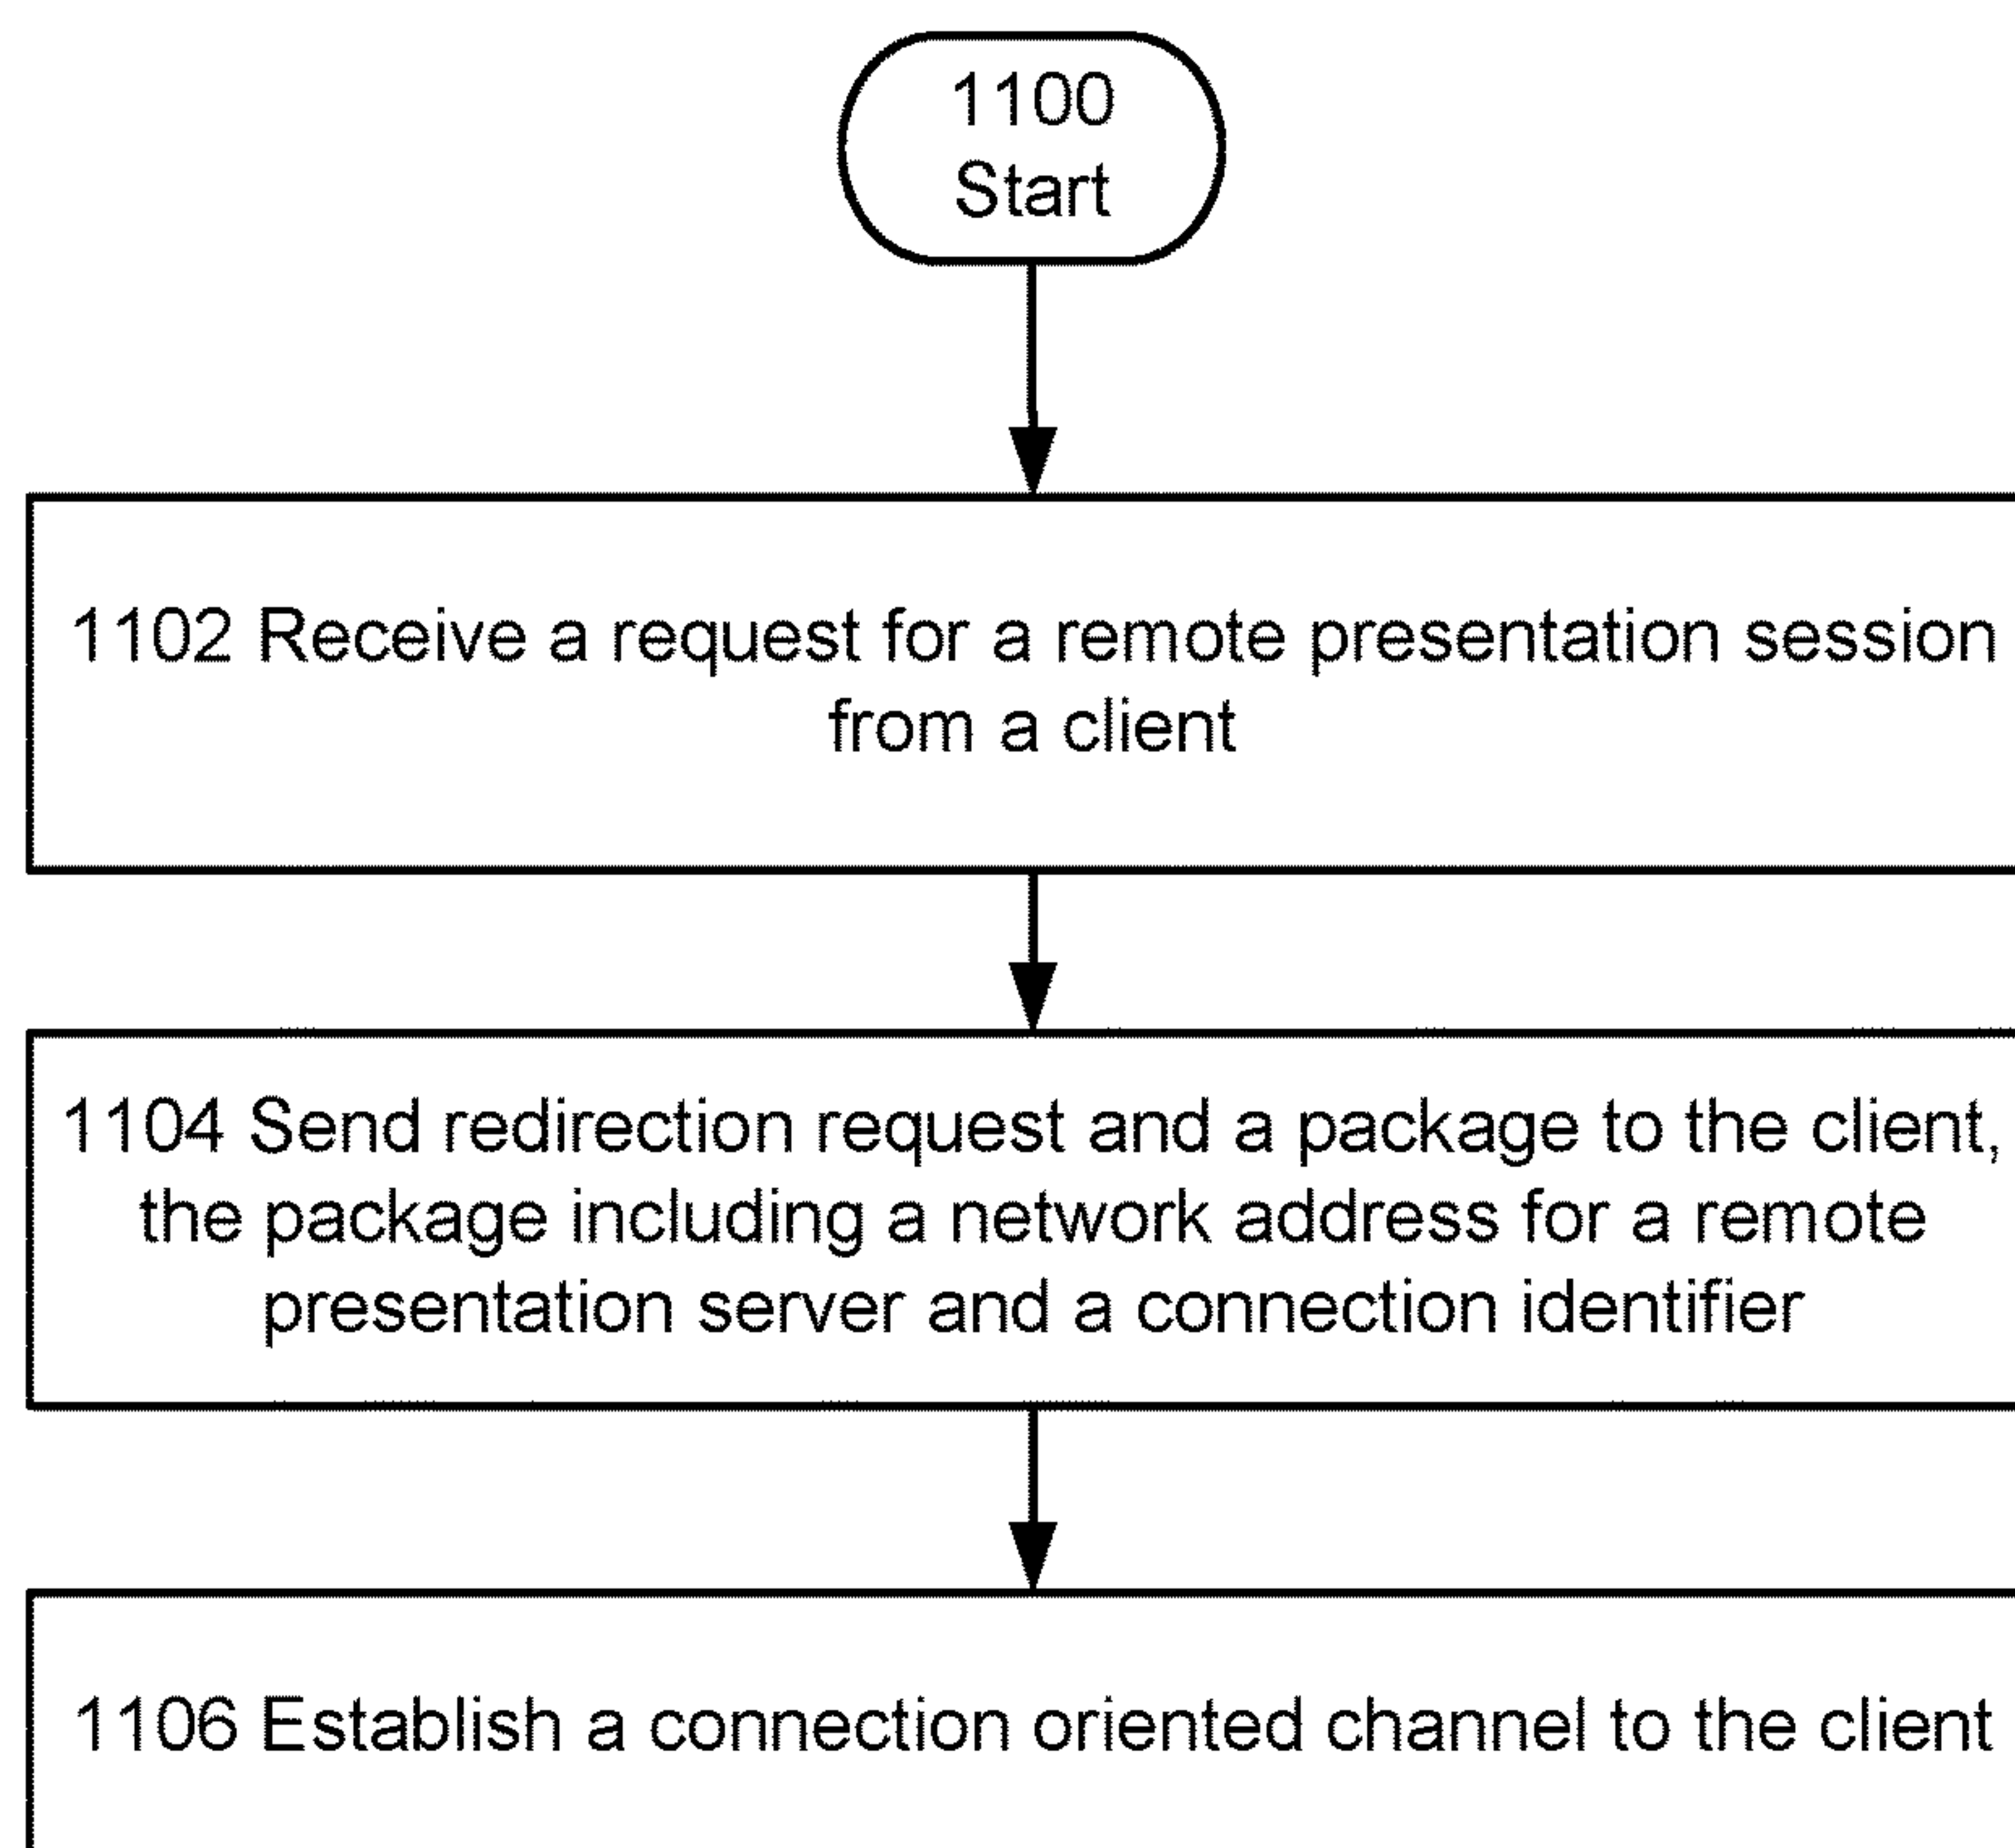 1100
Start
1102 Receive a request for a remote presentation session
from a client
1104 Send redirection request and a package to the client,
the package including a network address for a remote
presentation server and a connection identifier
1106 Establish a connection oriented channel to the client